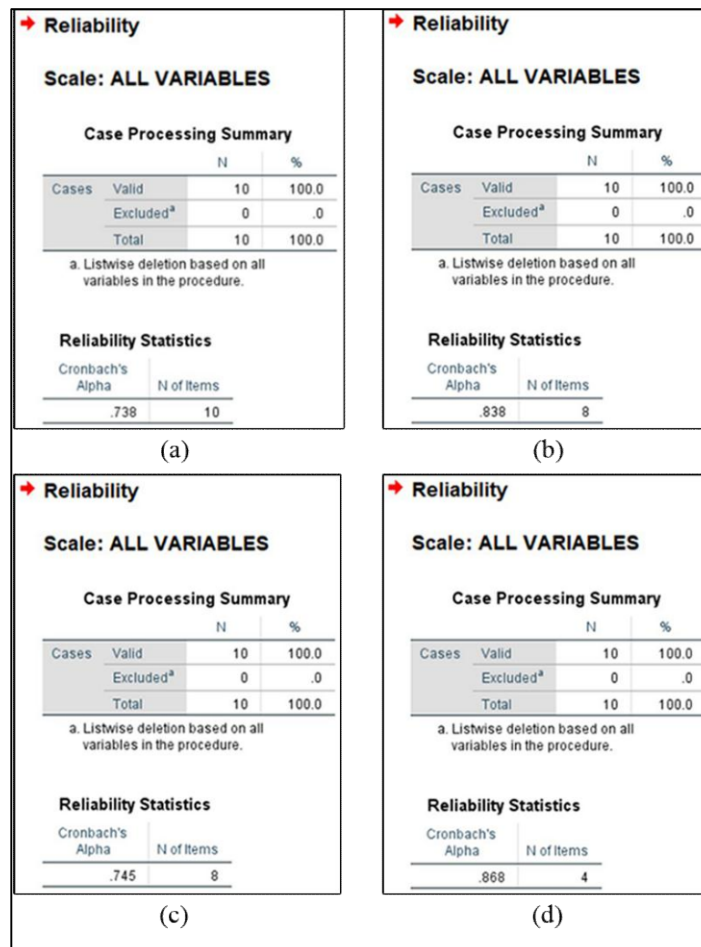 Reliability
Scale: ALL VARIABLES
Case Processing Summary
N %
Cases Valid 10 100.0
Excludedᵃ 0 .0
Total 10 100.0
a. Listwise deletion based on all
variables in the procedure.
Reliability Statistics
Cronbach's
Alpha N of Items
.738 10
(a)
Reliability
Scale: ALL VARIABLES
Case Processing Summary
N %
Cases Valid 10 100.0
Excludedᵃ 0 .0
Total 10 100.0
a. Listwise deletion based on all
variables in the procedure.
Reliability Statistics
Cronbach's
Alpha N of Items
.838 8
(b)
Reliability
Scale: ALL VARIABLES
Case Processing Summary
N %
Cases Valid 10 100.0
Excludedᵃ 0 .0
Total 10 100.0
a. Listwise deletion based on all
variables in the procedure.
Reliability Statistics
Cronbach's
Alpha N of Items
.745 8
(c)
Reliability
Scale: ALL VARIABLES
Case Processing Summary
N %
Cases Valid 10 100.0
Excludedᵃ 0 .0
Total 10 100.0
a. Listwise deletion based on all
variables in the procedure.
Reliability Statistics
Cronbach's
Alpha N of Items
.868 4
(d)